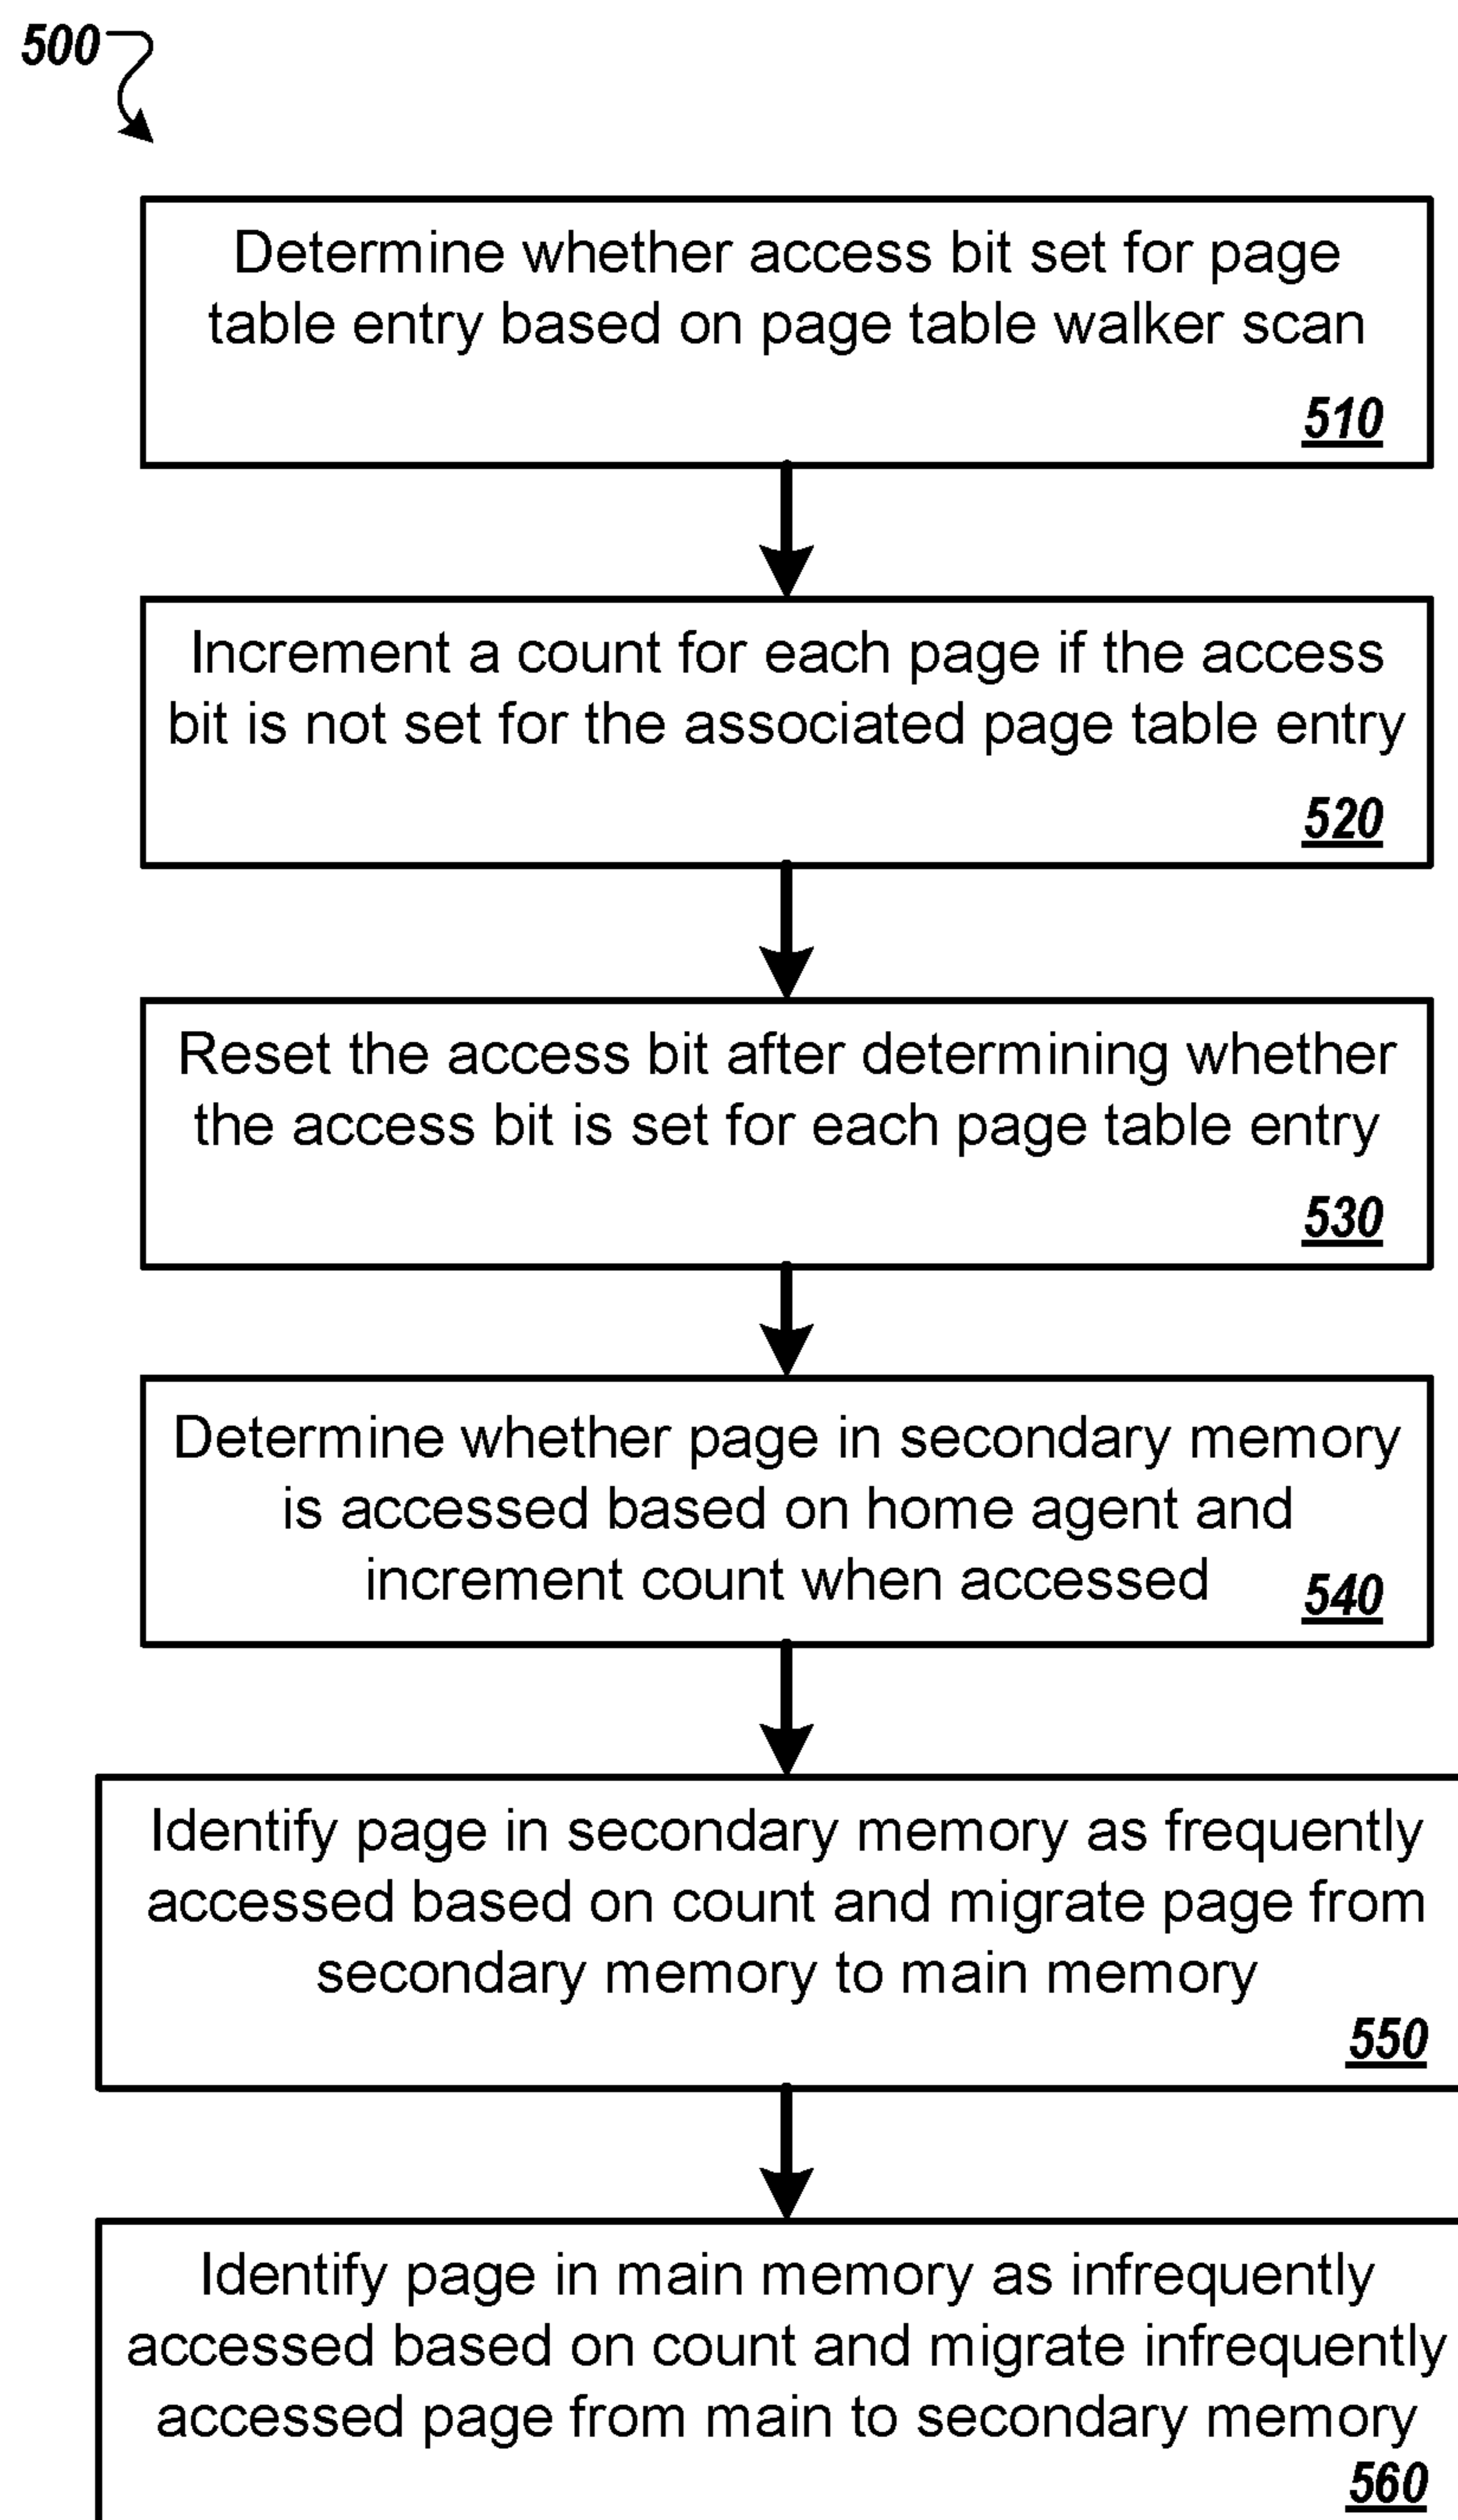 500
Determine whether access bit set for page
table entry based on page table walker scan
510
Increment a count for each page if the access
bit is not set for the associated page table entry
520
Reset the access bit after determining whether
the access bit is set for each page table entry
530
Determine whether page in secondary memory
is accessed based on home agent and
increment count when accessed
540
Identify page in secondary memory as frequently
accessed based on count and migrate page from
secondary memory to main memory
550
Identify page in main memory as infrequently
accessed based on count and migrate infrequently
accessed page from main to secondary memory
560